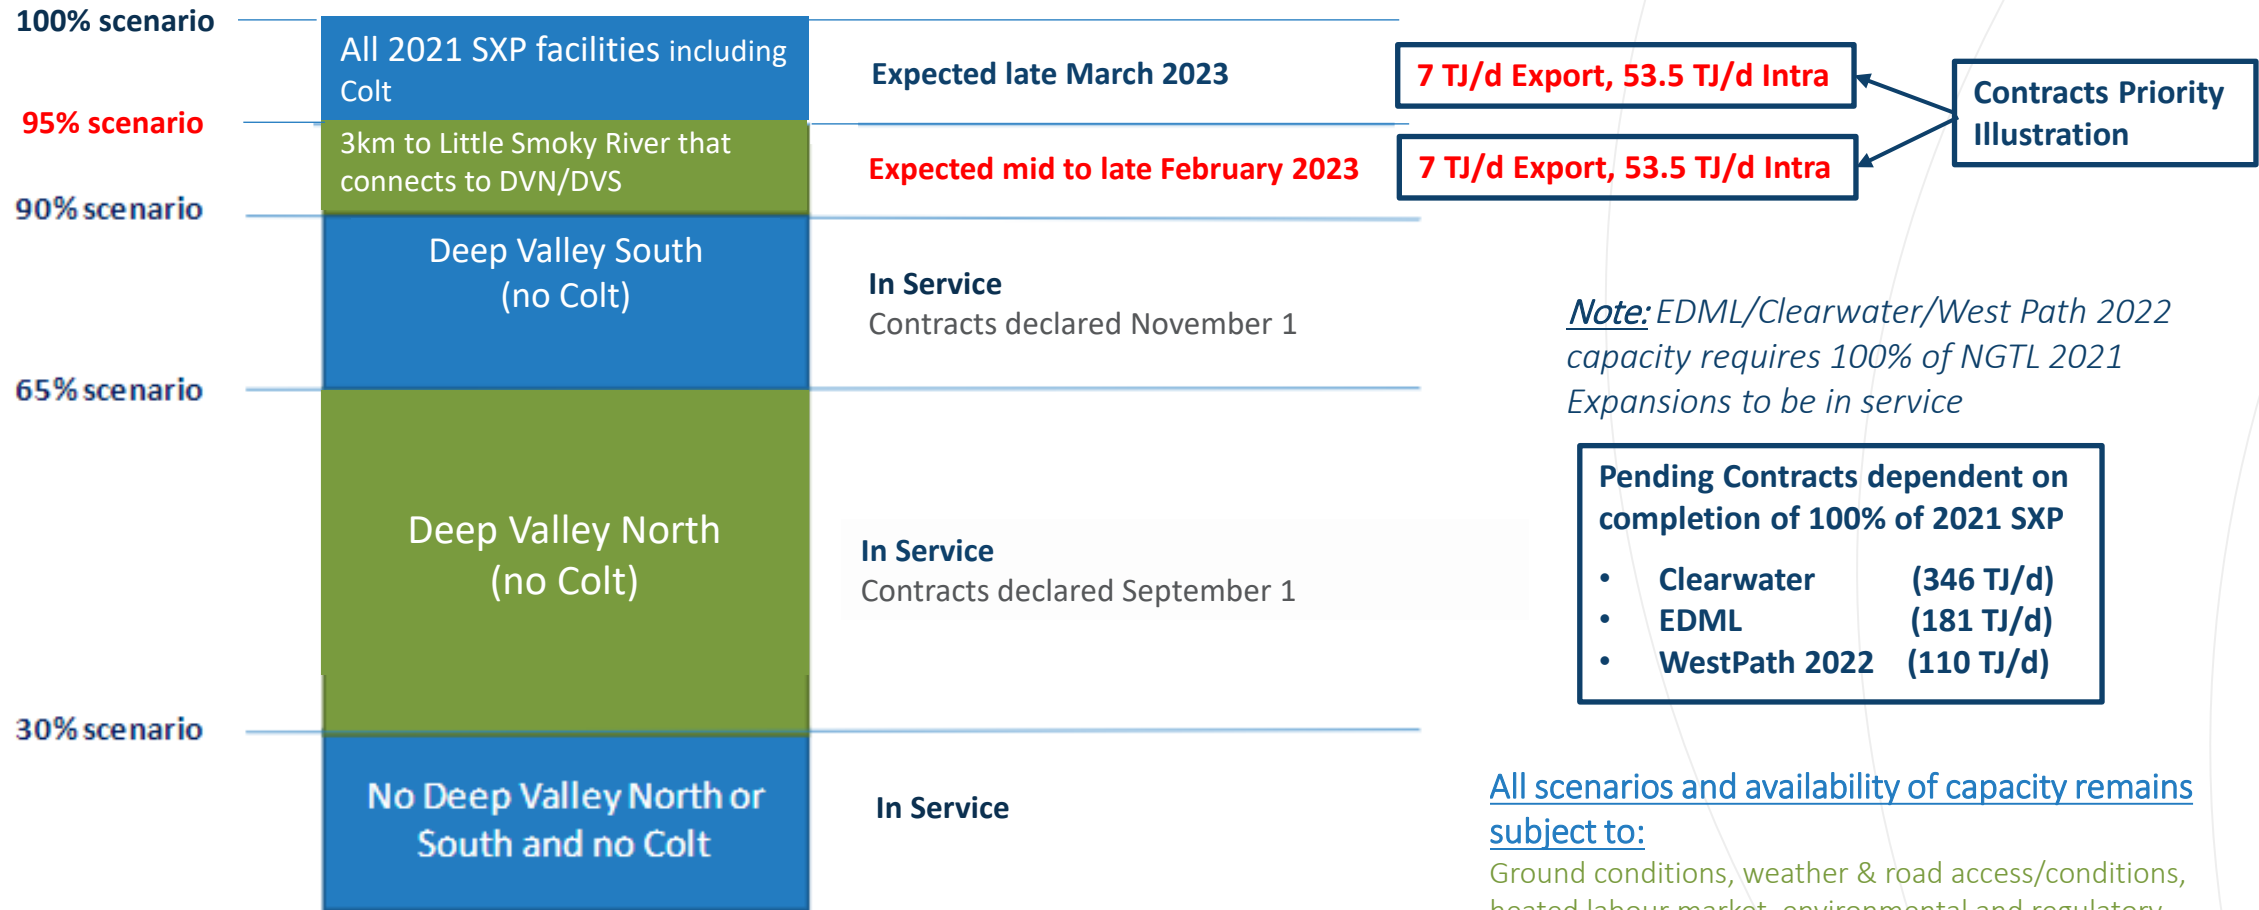 100% scenario
All 2021 SXP facilities including
Colt
Expected late March 2023
7 TJ/d Export, 53.5 TJ/d Intra
Contracts Priority
Illustration
95% scenario
3km to Little Smoky River that
connects to DVN/DVS
Expected mid to late February 2023
7 TJ/d Export, 53.5 TJ/d Intra
90% scenario
Deep Valley South
(no Colt)
In Service
Contracts declared November 1
Note: EDML/Clearwater/West Path 2022
capacity requires 100% of NGTL 2021
Expansions to be in service
65% scenario
Deep Valley North
(no Colt)
In Service
Contracts declared September 1
Pending Contracts dependent on
completion of 100% of 2021 SXP
• Clearwater (346 TJ/d)
• EDML (181 TJ/d)
• WestPath 2022 (110 TJ/d)
30% scenario
No Deep Valley North or
South and no Colt
In Service
All scenarios and availability of capacity remains
subject to:
Ground conditions, weather & road access/conditions,
heated labour market, environmental and regulatory